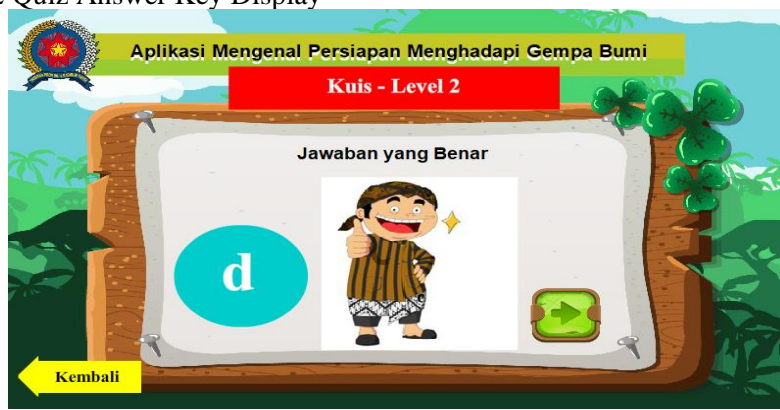 Quiz Answer Key Display
Aplikasi Mengenal Persiapan Menghadapi Gempa Bumi
Kuis - Level 2
Jawaban yang Benar
d
Kembali